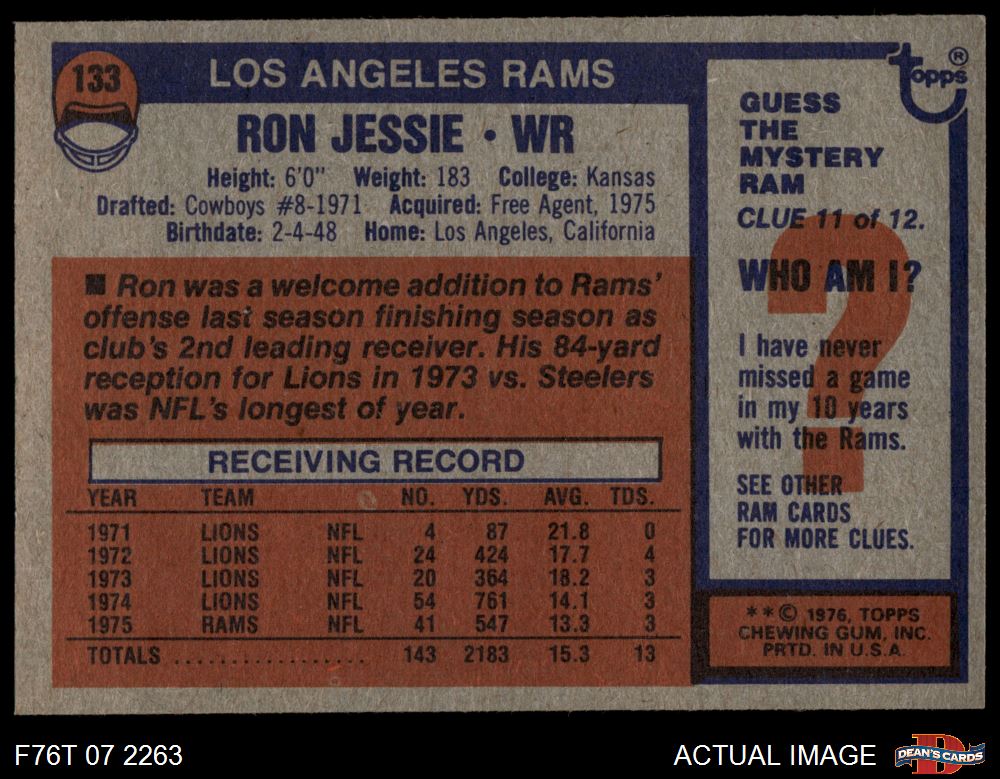 133
LOS ANGELES RAMS
topps®
RON JESSIE • WR
Height: 6'0" Weight: 183 College: Kansas
Drafted: Cowboys #8-1971 Acquired: Free Agent, 1975
Birthdate: 2-4-48 Home: Los Angeles, California
■ Ron was a welcome addition to Rams'
offense last season finishing season as
club's 2nd leading receiver. His 84-yard
reception for Lions in 1973 vs. Steelers
was NFL's longest of year.
RECEIVING RECORD
YEAR TEAM NO. YDS. AVG. TDS.
1971 LIONS NFL 4 87 21.8 0
1972 LIONS NFL 24 424 17.7 4
1973 LIONS NFL 20 364 18.2 3
1974 LIONS NFL 54 761 14.1 3
1975 RAMS NFL 41 547 13.3 3
TOTALS .................. 143 2183 15.3 13
GUESS
THE
MYSTERY
RAM
CLUE 11 of 12.
?
WHO AM I?
I have never
missed a game
in my 10 years
with the Rams.
SEE OTHER
RAM CARDS
FOR MORE CLUES.
**© 1976, TOPPS
CHEWING GUM, INC.
PRTD. IN U.S.A.
F76T 07 2263
ACTUAL IMAGE
D
DEAN'S CARDS